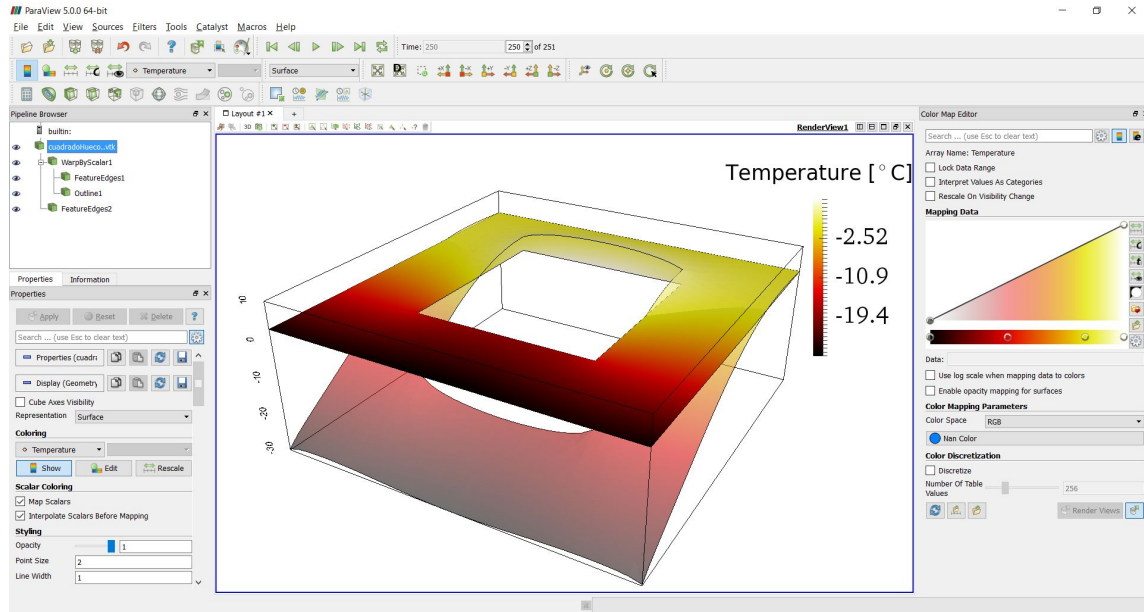 ParaView 5.0.0 64-bit
File Edit View Sources Filters Tools Catalyst Macros Help
Time: 250 250 of 251
Temperature Surface
Pipeline Browser
Layout #1
builtin:
cuadradoHueco...vtk
WarpByScalar1
FeatureEdges1
Outline1
FeatureEdges2
Properties Information
Properties
Apply Reset Delete ?
Search ... (use Esc to clear text)
Properties (cuadra
Display (Geometry
Cube Axes Visibility
Representation Surface
Coloring
Temperature
Show Edit Rescale
Scalar Coloring
Map Scalars
Interpolate Scalars Before Mapping
Styling
Opacity 1
Point Size 2
Line Width 1
3D
RenderView1
Temperature [°C]
-2.52
-10.9
-19.4
10
0
-10
-20
-30
Color Map Editor
Search ... (use Esc to clear text)
Array Name: Temperature
Lock Data Range
Interpret Values As Categories
Rescale On Visibility Change
Mapping Data
Data:
Use log scale when mapping data to colors
Enable opacity mapping for surfaces
Color Mapping Parameters
Color Space RGB
Nan Color
Color Discretization
Discretize
Number Of Table Values 256
Render Views